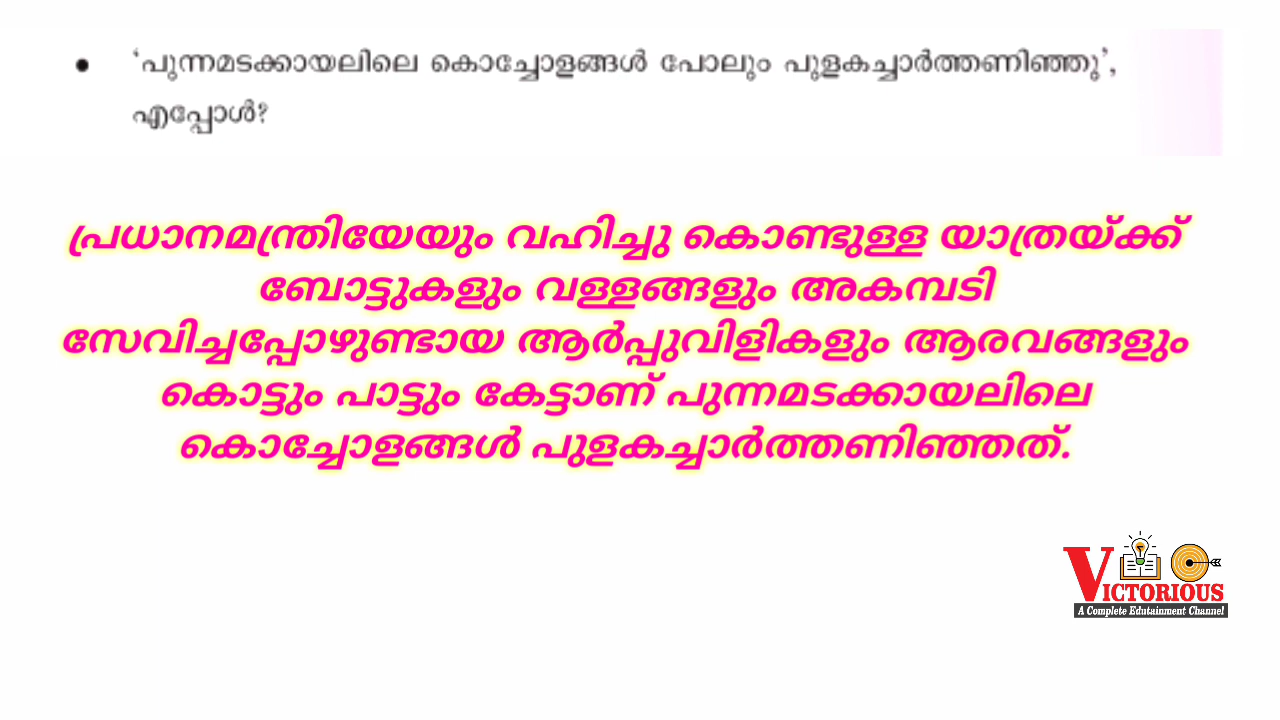 • ‘പുന്നമടക്കായലിലെ കൊച്ചോളങ്ങൾ പോലും പുളകച്ചാർത്തണിഞ്ഞു’,
എപ്പോൾ?
പ്രധാനമന്ത്രിയേയും വഹിച്ചു കൊണ്ടുള്ള യാത്രയ്ക്ക്
ബോട്ടുകളും വള്ളങ്ങളും അകമ്പടി
സേവിച്ചപ്പോഴുണ്ടായ ആർപ്പുവിളികളും ആരവങ്ങളും
കൊട്ടും പാട്ടും കേട്ടാണ് പുന്നമടക്കായലിലെ
കൊച്ചോളങ്ങൾ പുളകച്ചാർത്തണിഞ്ഞത്.
VICTORIOUS
A Complete Edutainment Channel